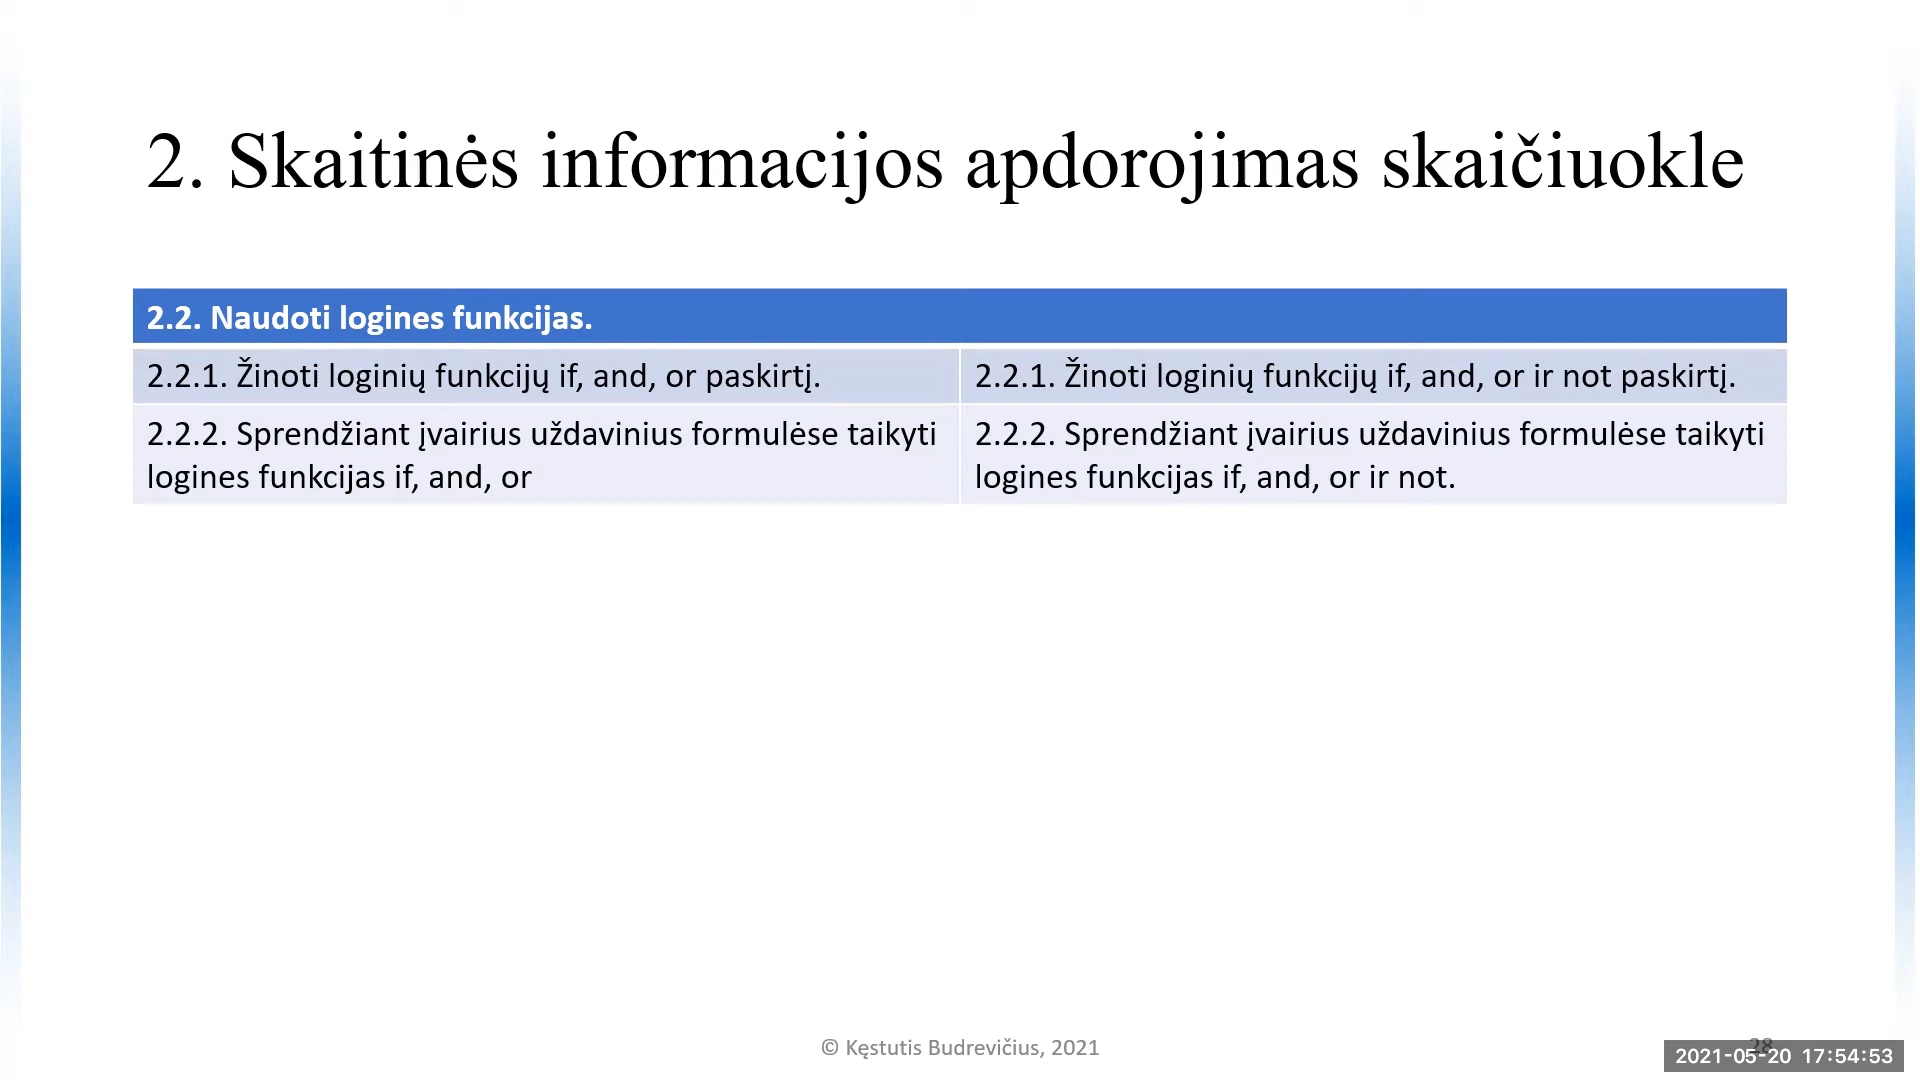 2. Skaitinės informacijos apdorojimas skaičiuokle
2.2. Naudoti logines funkcijas.
2.2.1. Žinoti loginių funkcijų if, and, or paskirtį.
2.2.1. Žinoti loginių funkcijų if, and, or ir not paskirtį.
2.2.2. Sprendžiant įvairius uždavinius formulėse taikyti
logines funkcijas if, and, or
2.2.2. Sprendžiant įvairius uždavinius formulėse taikyti
logines funkcijas if, and, or ir not.
© Kęstutis Budrevičius, 2021
28
2021-05-20 17:54:53